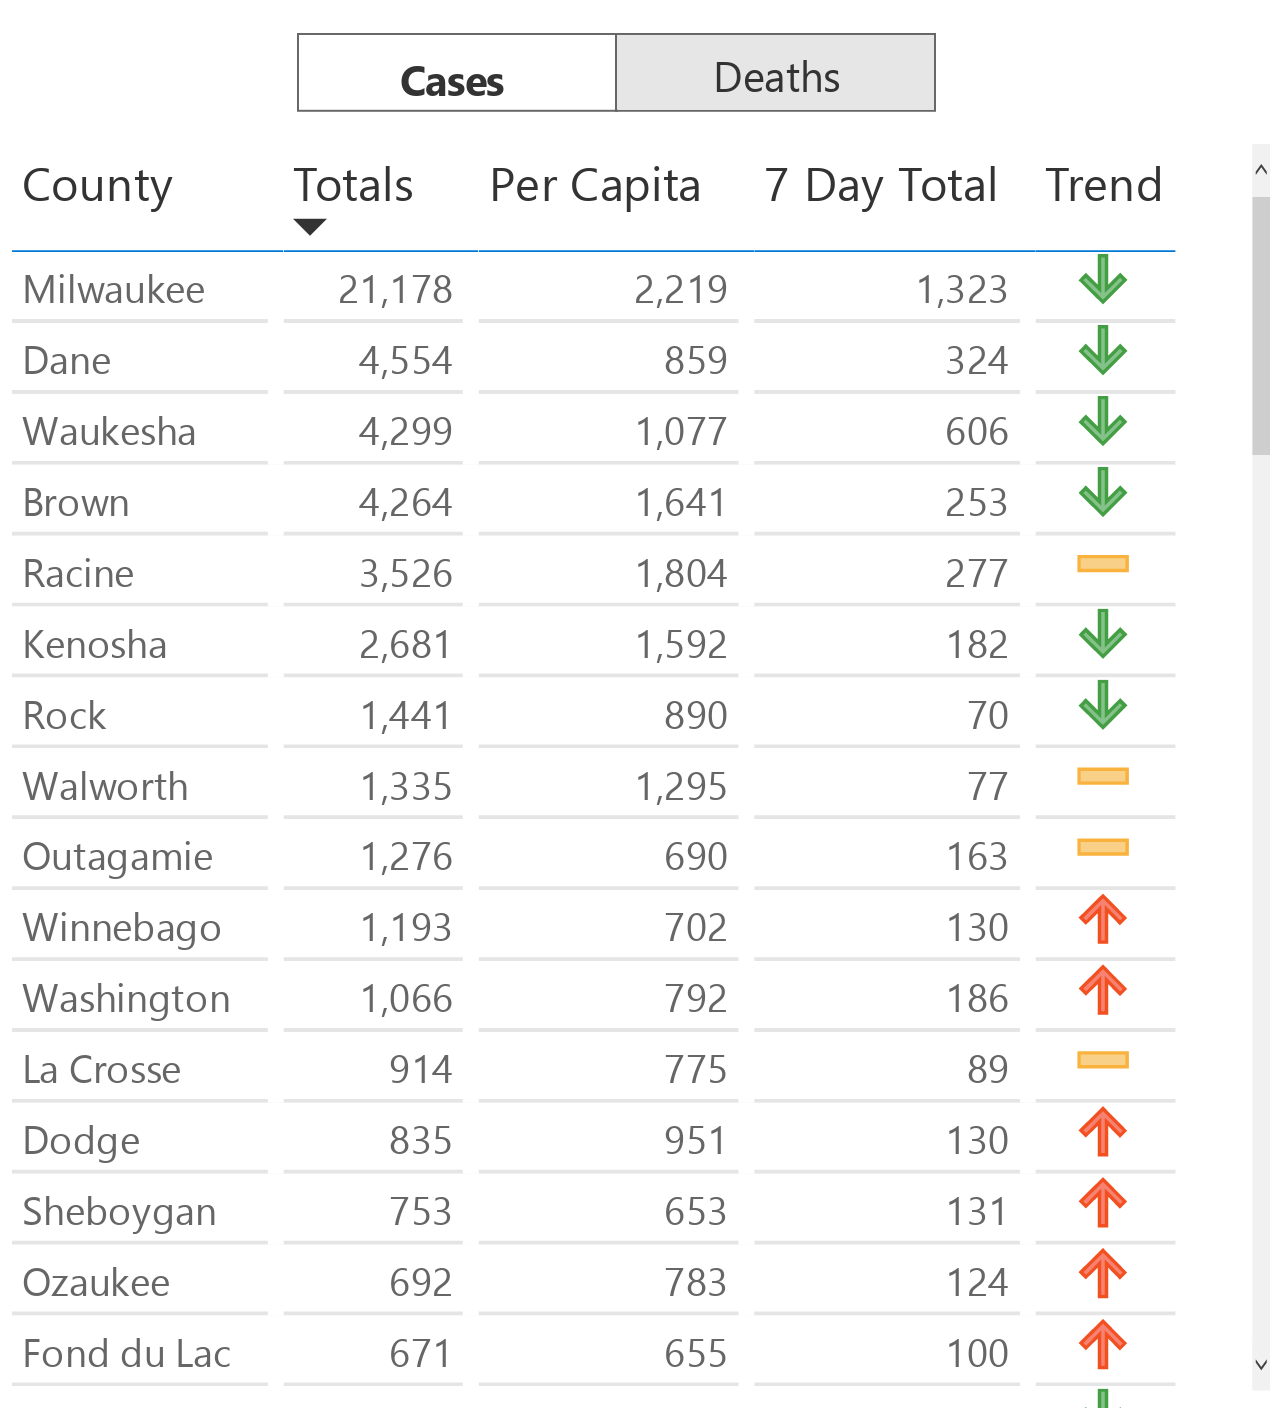 Cases Deaths
County Totals Per Capita 7 Day Total Trend
Milwaukee 21,178 2,219 1,323
Dane 4,554 859 324
Waukesha 4,299 1,077 606
Brown 4,264 1,641 253
Racine 3,526 1,804 277
Kenosha 2,681 1,592 182
Rock 1,441 890 70
Walworth 1,335 1,295 77
Outagamie 1,276 690 163
Winnebago 1,193 702 130
Washington 1,066 792 186
La Crosse 914 775 89
Dodge 835 951 130
Sheboygan 753 653 131
Ozaukee 692 783 124
Fond du Lac 671 655 100